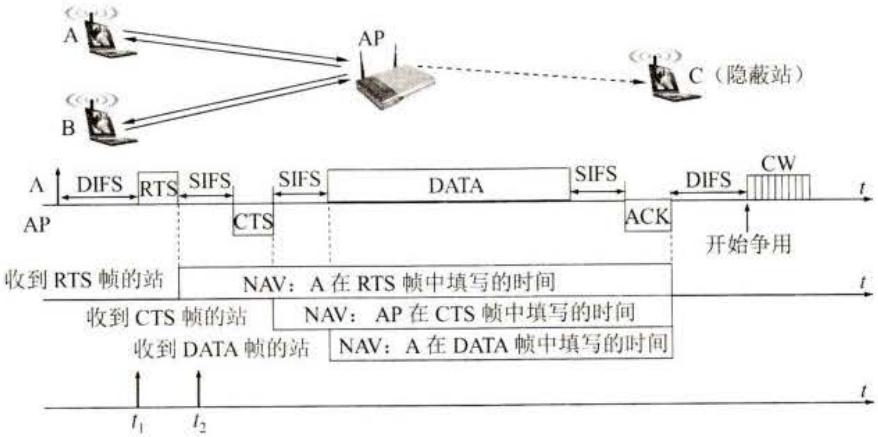 A
AP
C（隐蔽站）
B
A DIFS RTS SIFS SIFS DATA SIFS DIFS CW t
AP CTS ACK
开始争用
收到 RTS 帧的站 NAV：A 在 RTS 帧中填写的时间 t
收到 CTS 帧的站 NAV： AP 在 CTS 帧中填写的时间
收到 DATA 帧的站 NAV：A 在 DATA 帧中填写的时间
t
t₁ t₂